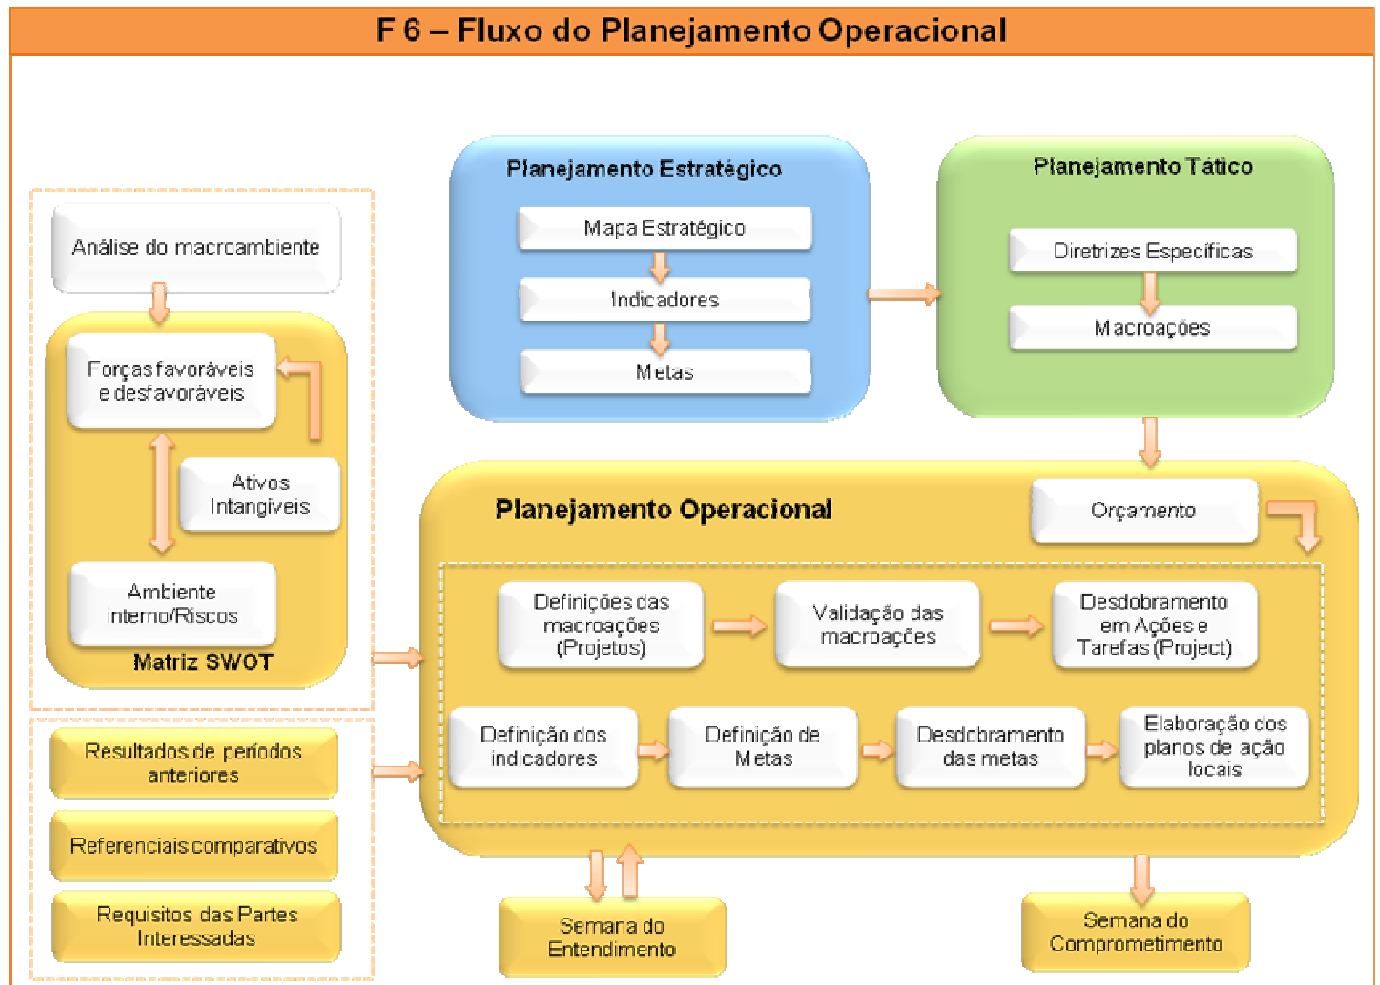 F 6 – Fluxo do Planejamento Operacional
Planejamento Estratégico
Mapa Estratégico
Indicadores
Metas
Planejamento Tático
Diretrizes Específicas
Macroações
Análise do macroambiente
Forças favoráveis
e desfavoráveis
Ativos
Intangíveis
Ambiente
interno/Riscos
Matriz SWOT
Resultados de períodos
anteriores
Referenciais comparativos
Requisitos das Partes
Interessadas
Planejamento Operacional
Orçamento
Definições das
macroações
(Projetos)
Validação das
macroações
Desdobramento
em Ações e
Tarefas (Project)
Definição dos
indicadores
Definição de
Metas
Desdobramento
das metas
Elaboração dos
planos de ação
locais
Semana do
Entendimento
Semana do
Comprometimento